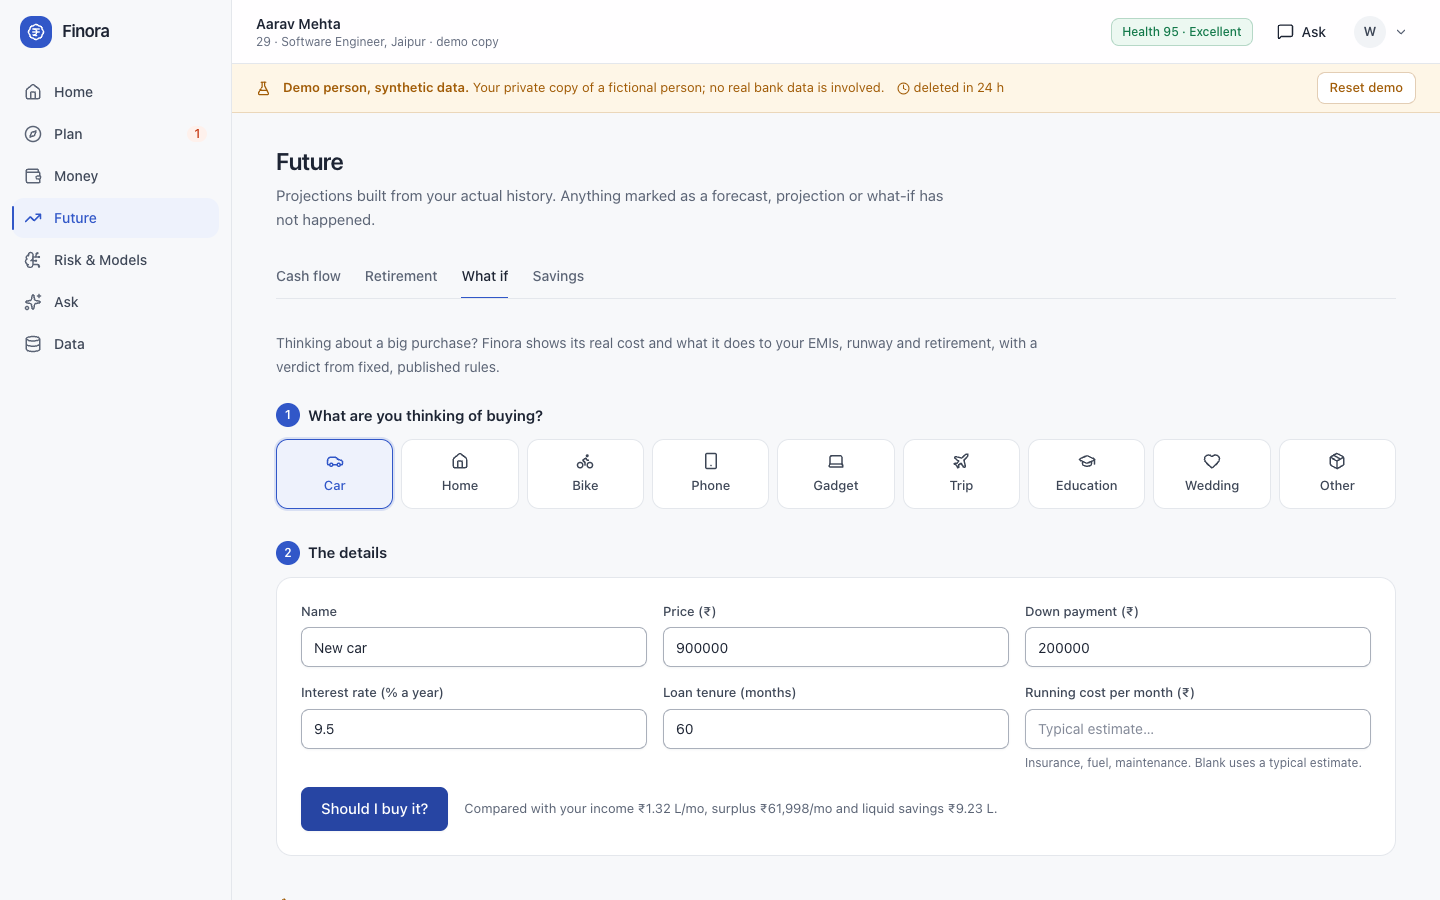 Finora
Aarav Mehta
29 · Software Engineer, Jaipur · demo copy
Health 95 · Excellent
Ask
W
Home
Plan
1
Money
Future
Risk & Models
Ask
Data
Demo person, synthetic data. Your private copy of a fictional person; no real bank data is involved. deleted in 24 h
Reset demo
Future
Projections built from your actual history. Anything marked as a forecast, projection or what-if has
not happened.
Cash flow
Retirement
What if
Savings
Thinking about a big purchase? Finora shows its real cost and what it does to your EMIs, runway and retirement, with a
verdict from fixed, published rules.
1 What are you thinking of buying?
Car
Home
Bike
Phone
Gadget
Trip
Education
Wedding
Other
2 The details
Name
New car
Price (₹)
900000
Down payment (₹)
200000
Interest rate (% a year)
9.5
Loan tenure (months)
60
Running cost per month (₹)
Typical estimate...
Insurance, fuel, maintenance. Blank uses a typical estimate.
Should I buy it?
Compared with your income ₹1.32 L/mo, surplus ₹61,998/mo and liquid savings ₹9.23 L.